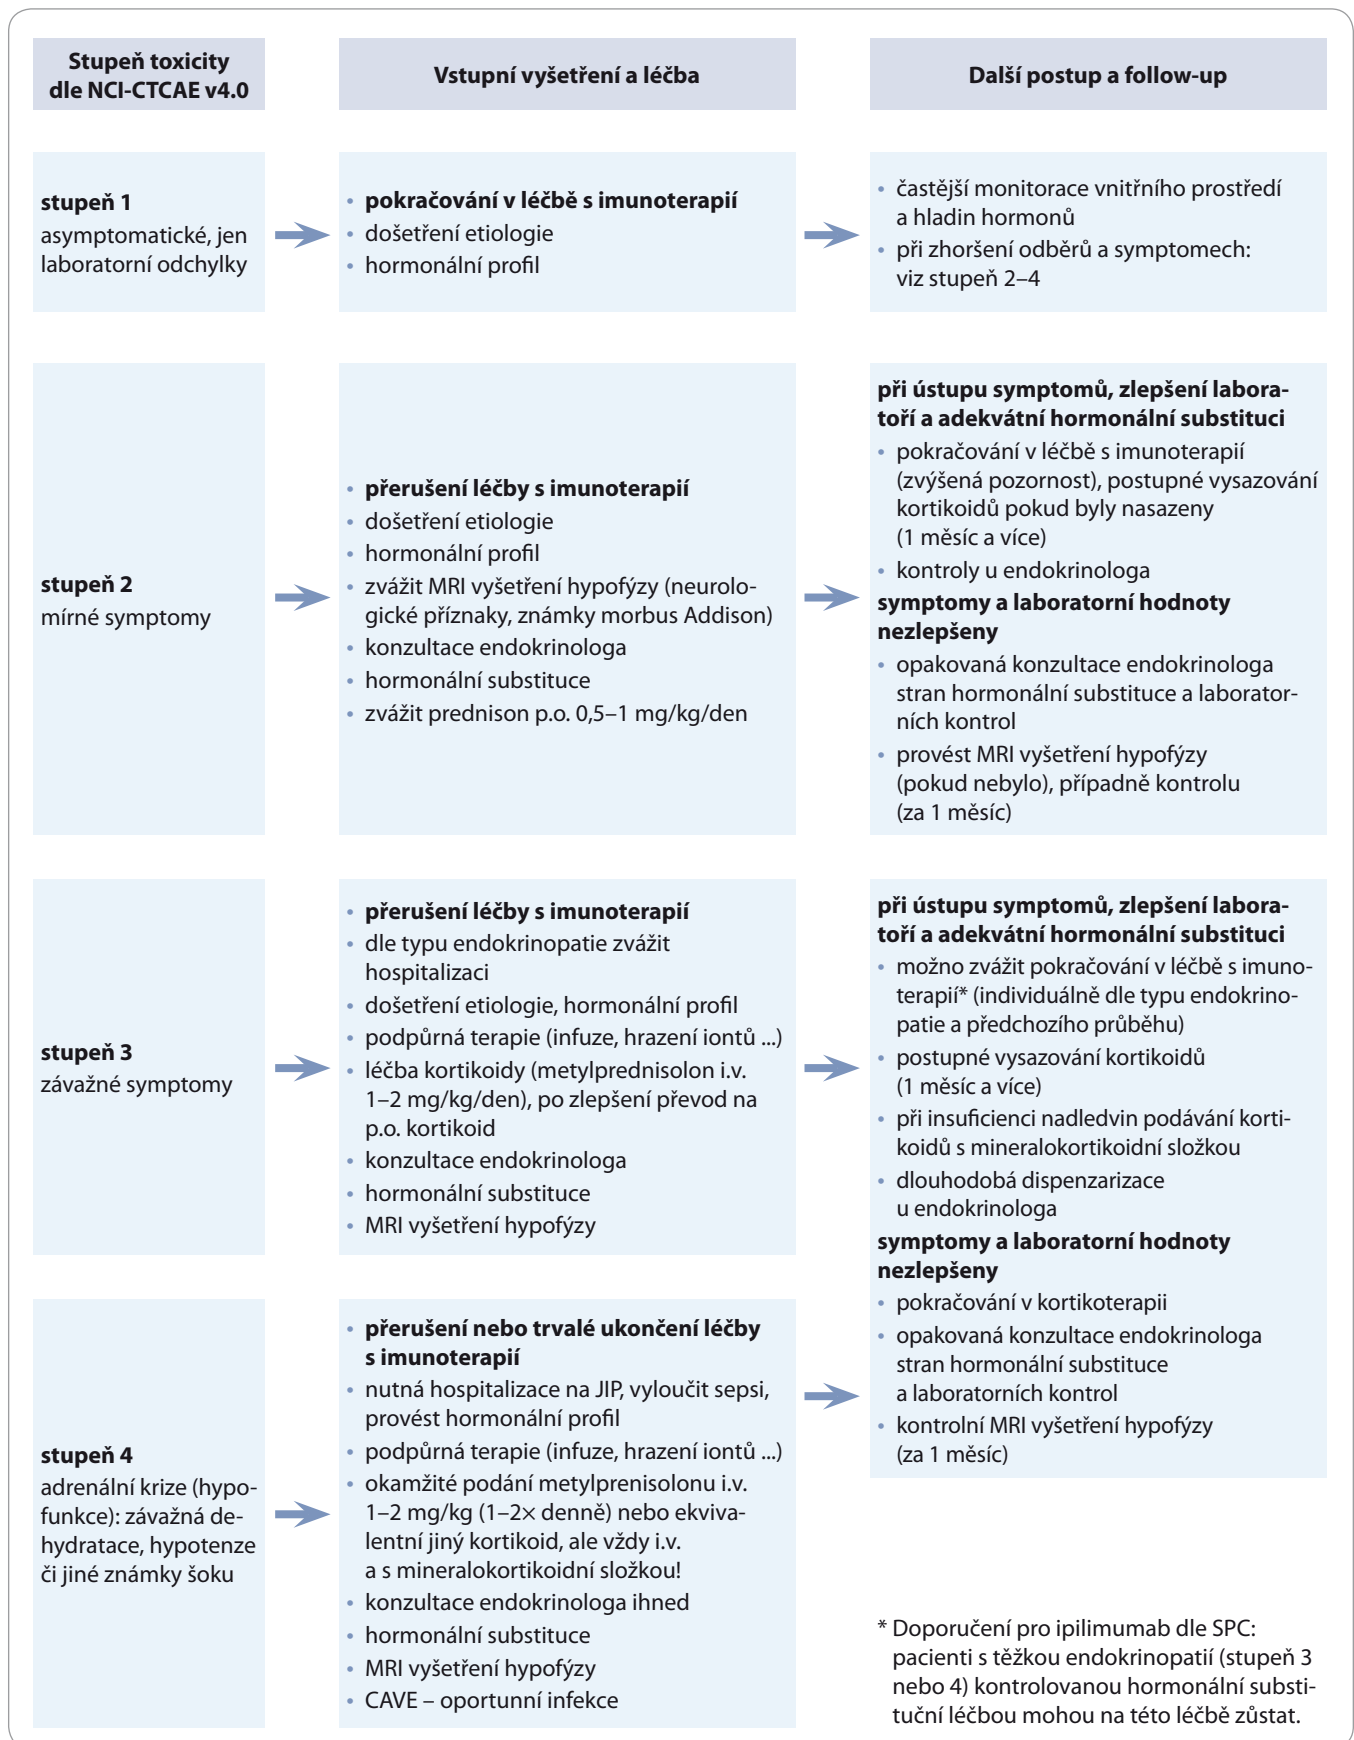 Stupeň toxicity
dle NCI-CTCAE v4.0
Vstupní vyšetření a léčba
Další postup a follow-up
stupeň 1
asymptomatické, jen
laboratorní odchylky
• pokračování v léčbě s imunoterapií
• došetření etiologie
• hormonální profil
• častější monitorace vnitřního prostředí
a hladin hormonů
• při zhoršení odběrů a symptomech:
viz stupeň 2–4
stupeň 2
mírné symptomy
• přerušení léčby s imunoterapií
• došetření etiologie
• hormonální profil
• zvážit MRI vyšetření hypofýzy (neurolo-
gické příznaky, známky morbus Addison)
• konzultace endokrinologa
• hormonální substituce
• zvážit prednison p.o. 0,5–1 mg/kg/den
při ústupu symptomů, zlepšení labora-
toří a adekvátní hormonální substituci
• pokračování v léčbě s imunoterapií
(zvýšená pozornost), postupné vysazování
kortikoidů pokud byly nasazeny
(1 měsíc a více)
• kontroly u endokrinologa
symptomy a laboratorní hodnoty
nezlepšeny
• opakovaná konzultace endokrinologa
stran hormonální substituce a laborator-
ních kontrol
• provést MRI vyšetření hypofýzy
(pokud nebylo), případně kontrolu
(za 1 měsíc)
stupeň 3
závažné symptomy
• přerušení léčby s imunoterapií
• dle typu endokrinopatie zvážit
hospitalizaci
• došetření etiologie, hormonální profil
• podpůrná terapie (infuze, hrazení iontů ...)
• léčba kortikoidy (metylprednisolon i.v.
1–2 mg/kg/den), po zlepšení převod na
p.o. kortikoid
• konzultace endokrinologa
• hormonální substituce
• MRI vyšetření hypofýzy
při ústupu symptomů, zlepšení labora-
toří a adekvátní hormonální substituci
• možno zvážit pokračování v léčbě s imuno-
terapií* (individuálně dle typu endokrino-
patie a předchozího průběhu)
• postupné vysazování kortikoidů
(1 měsíc a více)
• při insuficienci nadledvin podávání korti-
koidů s mineralokortikoidní složkou
• dlouhodobá dispenzarizace
u endokrinologa
symptomy a laboratorní hodnoty
nezlepšeny
• pokračování v kortikoterapii
• opakovaná konzultace endokrinologa
stran hormonální substituce
a laboratorních kontrol
• kontrolní MRI vyšetření hypofýzy
(za 1 měsíc)
stupeň 4
adrenální krize (hypo-
funkce): závažná de-
hydratace, hypotenze
či jiné známky šoku
• přerušení nebo trvalé ukončení léčby
s imunoterapií
• nutná hospitalizace na JIP, vyloučit sepsi,
provést hormonální profil
• podpůrná terapie (infuze, hrazení iontů ...)
• okamžité podání metylprenisolonu i.v.
1–2 mg/kg (1–2× denně) nebo ekviva-
lentní jiný kortikoid, ale vždy i.v.
a s mineralokortikoidní složkou!
• konzultace endokrinologa ihned
• hormonální substituce
• MRI vyšetření hypofýzy
• CAVE – oportunní infekce
* Doporučení pro ipilimumab dle SPC:
pacienti s těžkou endokrinopatií (stupeň 3
nebo 4) kontrolovanou hormonální substi-
tuční léčbou mohou na této léčbě zůstat.